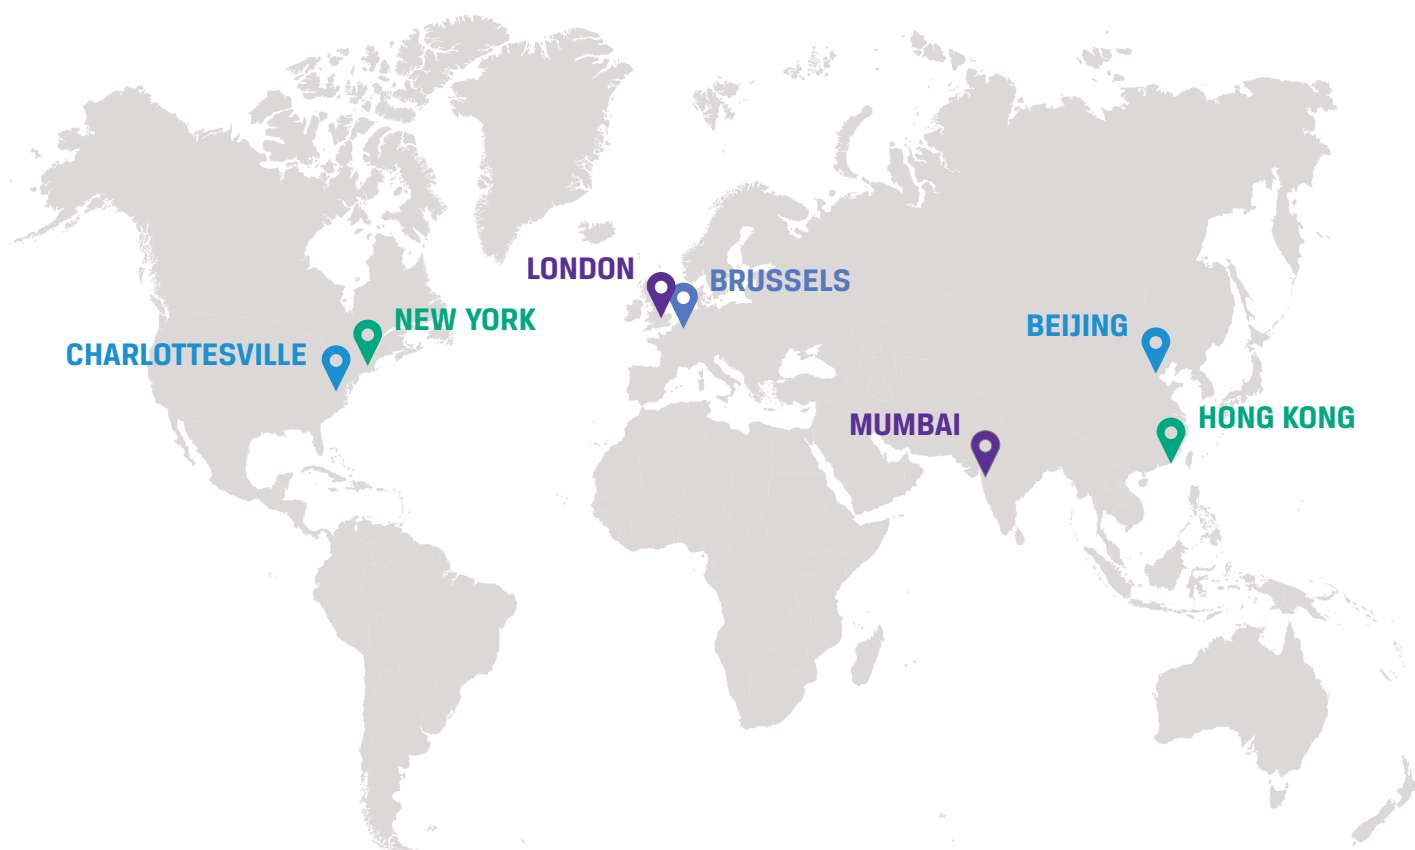 LONDON
BRUSSELS
NEW YORK
CHARLOTTESVILLE
BEIJING
MUMBAI
HONG KONG